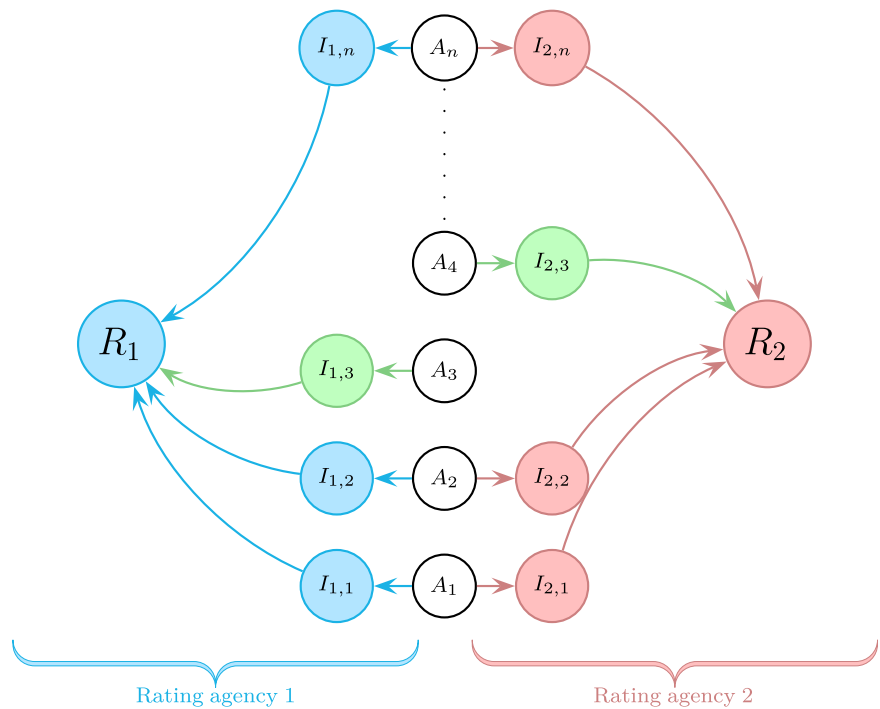 I₁,ₙ Aₙ I₂,ₙ
A₄ I₂,₃
R₁ R₂
I₁,₃ A₃
I₁,₂ A₂ I₂,₂
I₁,₁ A₁ I₂,₁
Rating agency 1 Rating agency 2